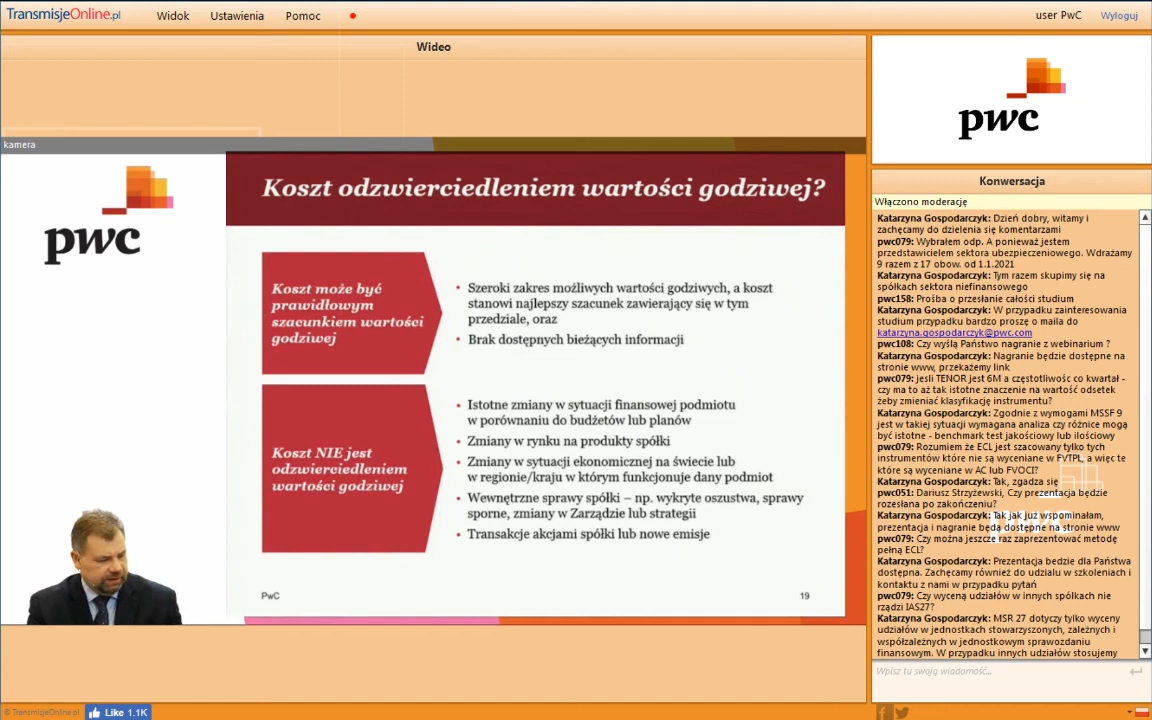 TransmisjeOnline.pl
Widok
Ustawienia
Pomoc
user PwC
Wyloguj
Wideo
kamera
pwc
Koszt odzwierciedleniem wartości godziwej?
Koszt może być
prawidłowym
szacunkiem wartości
godziwej
• Szeroki zakres możliwych wartości godziwych, a koszt
stanowi najlepszy szacunek zawierający się w tym
przedziale, oraz
• Brak dostępnych bieżących informacji
Koszt NIE jest
odzwierciedleniem
wartości godziwej
• Istotne zmiany w sytuacji finansowej podmiotu
w porównaniu do budżetów lub planów
• Zmiany w rynku na produkty spółki
• Zmiany w sytuacji ekonomicznej na świecie lub
w regionie/kraju w którym funkcjonuje dany podmiot
• Wewnętrzne sprawy spółki – np. wykryte oszustwa, sprawy
sporne, zmiany w Zarządzie lub strategii
• Transakcje akcjami spółki lub nowe emisje
PwC
19
pwc
Konwersacja
Włączono moderację
Katarzyna Gospodarczyk: Dzień dobry, witamy i
zachęcamy do dzielenia się komentarzami
pwc079: Wybrałem odp. A ponieważ jestem
przedstawicielem sektora ubezpieczeniowego. Wdrażamy
9 razem z 17 obow. od 1.1.2021
Katarzyna Gospodarczyk: Tym razem skupimy się na
spółkach sektora niefinansowego
pwc158: Prośba o przesłanie całości studium
Katarzyna Gospodarczyk: W przypadku zainteresowania
studium przypadku bardzo proszę o maila do
katarzyna.gospodarczyk@pwc.com
pwc108: Czy wyślą Państwo nagranie z webinarium ?
Katarzyna Gospodarczyk: Nagranie będzie dostępne na
stronie www, przekażemy link
pwc079: jesli TENOR jest 6M a częstotliwośc co kwartał -
czy ma to aż tak istotne znaczenie na wartość odsetek
żeby zmieniać klasyfikację instrumentu?
Katarzyna Gospodarczyk: Zgodnie z wymogami MSSF 9
jest w takiej sytuacji wymagana analiza czy różnice mogą
być istotne - benchmark test jakościowy lub ilościowy
pwc079: Rozumiem że ECL jest szacowany tylko tych
instrumentów które nie są wyceniane w FVTPL, a więc te
które są wyceniane w AC lub FVOCI?
Katarzyna Gospodarczyk: Tak, zgadza się
pwc051: Dariusz Stryżewski, Czy prezentacja będzie
rozesłana po zakończeniu?
Katarzyna Gospodarczyk: Tak jak już wspominałam,
prezentacja i nagranie będą dostępne na stronie www
pwc079: Czy można jeszcze raz zaprezentować metodę
pełną ECL?
Katarzyna Gospodarczyk: Prezentacja bedzie dla Państwa
dostępna. Zachęcamy również do udzialu w szkoleniach i
kontaktu z nami w przypadku pytań
pwc079: Czy wyceną udziałów w innych spólkach nie
rządzi IAS27?
Katarzyna Gospodarczyk: MSR 27 dotyczy tylko wyceny
udziałów w jednostkach stowarzyszonych, zależnych i
współzależnych w jednostkowym sprawozdaniu
finansowym. W przypadku innych udziałów stosujemy
Wpisz tu swoją wiadomość...
© TransmisjeOnline.pl
Like 1.1K